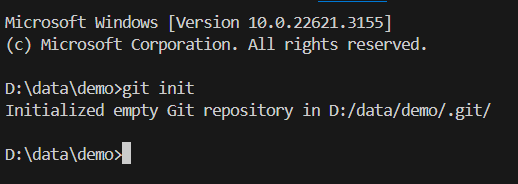 Microsoft Windows [Version 10.0.22621.3155]
(c) Microsoft Corporation. All rights reserved.
D:\data\demo>git init
Initialized empty Git repository in D:/data/demo/.git/
D:\data\demo>